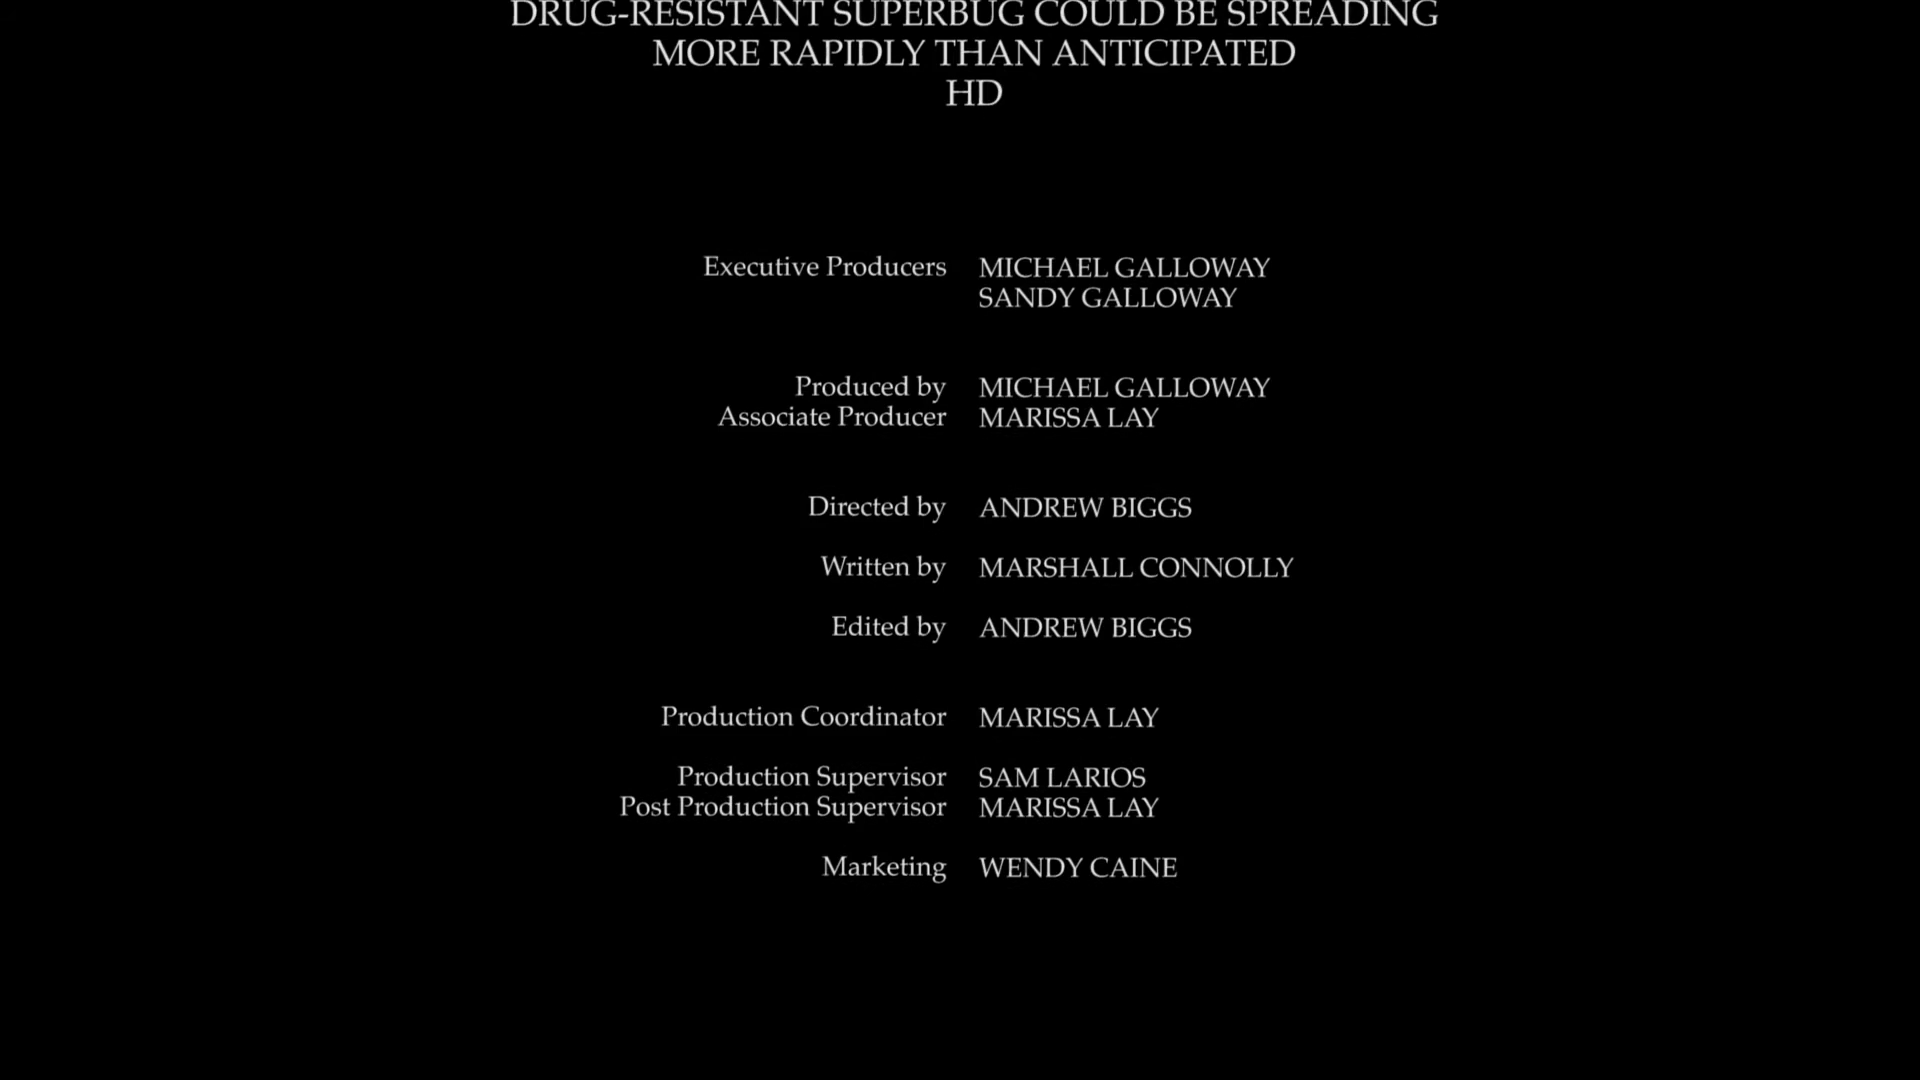 DRUG-RESISTANT SUPERBUG COULD BE SPREADING
MORE RAPIDLY THAN ANTICIPATED
HD
Executive Producers MICHAEL GALLOWAY
SANDY GALLOWAY
Produced by MICHAEL GALLOWAY
Associate Producer MARISSA LAY
Directed by ANDREW BIGGS
Written by MARSHALL CONNOLLY
Edited by ANDREW BIGGS
Production Coordinator MARISSA LAY
Production Supervisor SAM LARIOS
Post Production Supervisor MARISSA LAY
Marketing WENDY CAINE